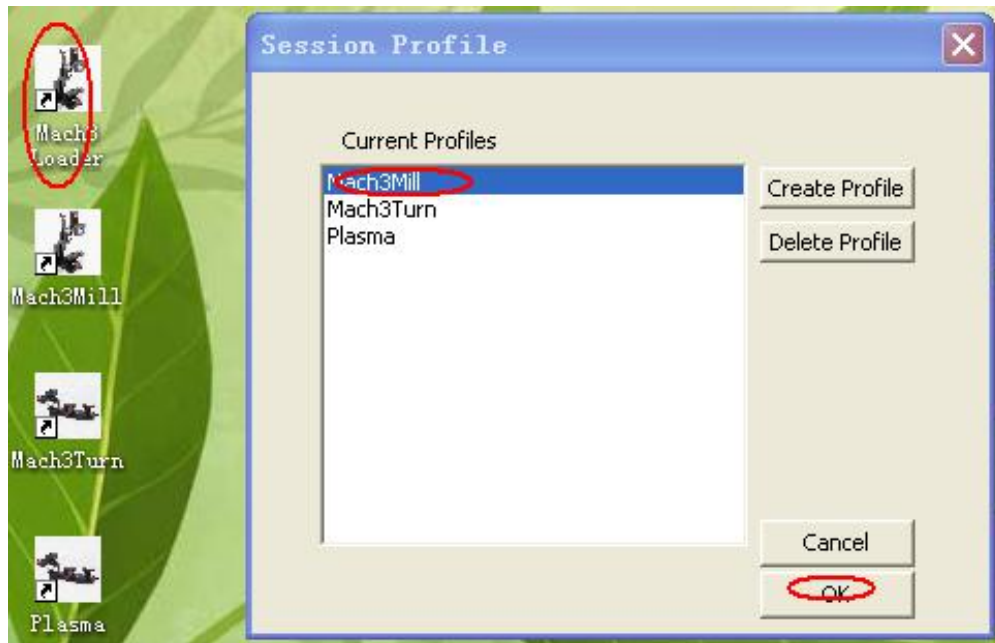 Mach3
Loader
Mach3Mill
Mach3Turn
Plasma
Session Profile
Current Profiles
Mach3Mill
Mach3Turn
Plasma
Create Profile
Delete Profile
Cancel
OK